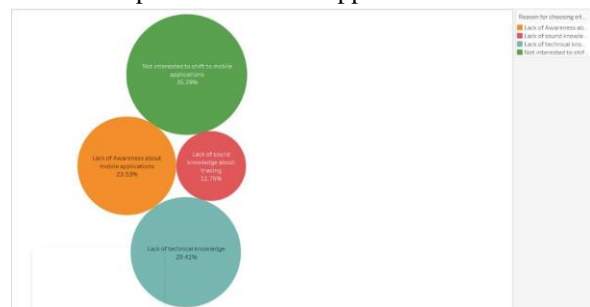 Not interested to shift to mobile
applications
35.29%
Lack of Awareness about
mobile applications
23.53%
Lack of sound
knowledge about
trading
11.76%
Lack of technical knowledge
29.41%
Reason for choosing of...
Lack of Awareness ab..
Lack of sound knowle..
Lack of technical kno..
Not interested to shif..